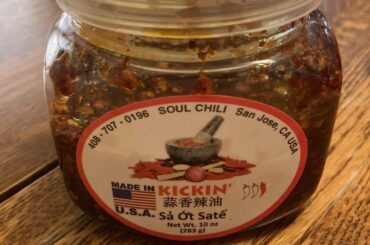 408-707-0196 SOUL CHILI San Jose, CA USA
MADE IN
U.S.A.
KICKIN'
蒜香辣油
Sả Ớt Saté
Net Wt. 10 oz
(283 g)